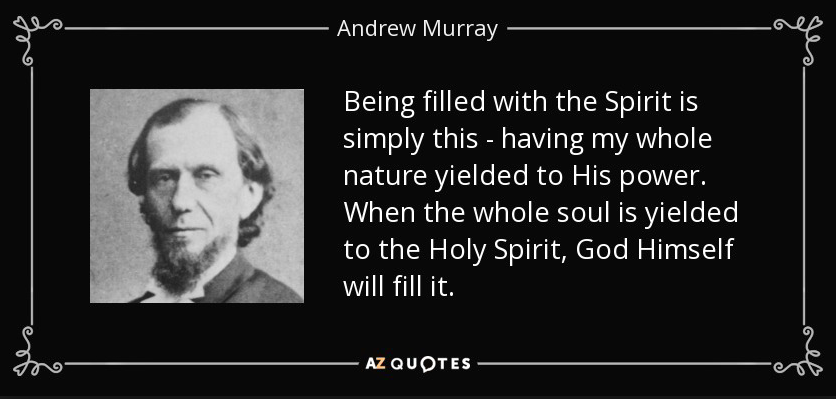 Andrew Murray
Being filled with the Spirit is
simply this - having my whole
nature yielded to His power.
When the whole soul is yielded
to the Holy Spirit, God Himself
will fill it.
AZ QUOTES